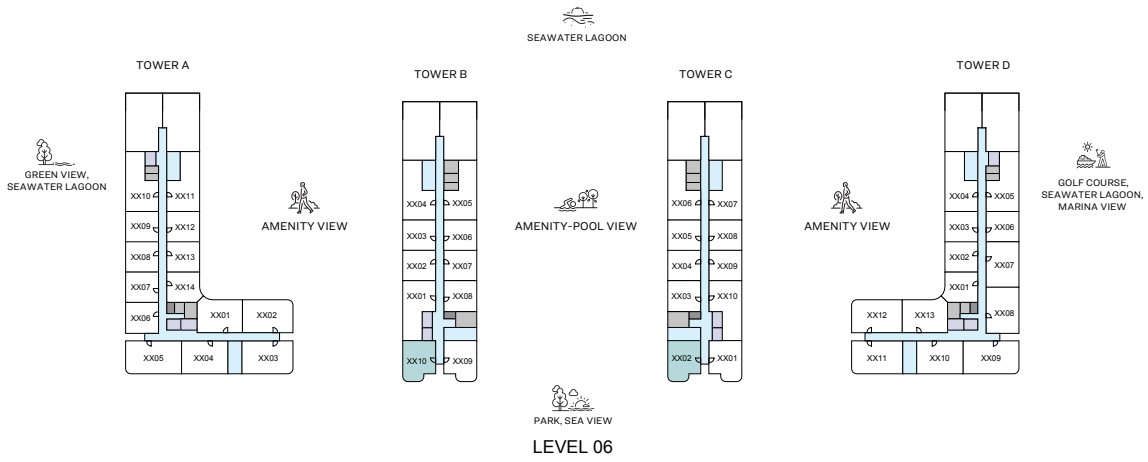 SEAWATER LAGOON
TOWER A
TOWER B
TOWER C
TOWER D
GREEN VIEW,
SEAWATER LAGOON
AMENITY VIEW
AMENITY-POOL VIEW
AMENITY VIEW
GOLF COURSE,
SEAWATER LAGOON,
MARINA VIEW
XX10 XX11
XX09 XX12
XX08 XX13
XX07 XX14
XX06 XX01 XX02
XX05 XX04 XX03
XX04 XX05
XX03 XX06
XX02 XX07
XX01 XX08
XX10 XX09
XX06 XX07
XX05 XX08
XX04 XX09
XX03 XX10
XX02 XX01
XX04 XX05
XX03 XX06
XX02 XX07
XX01
XX12 XX13 XX08
XX11 XX10 XX09
PARK, SEA VIEW
LEVEL 06